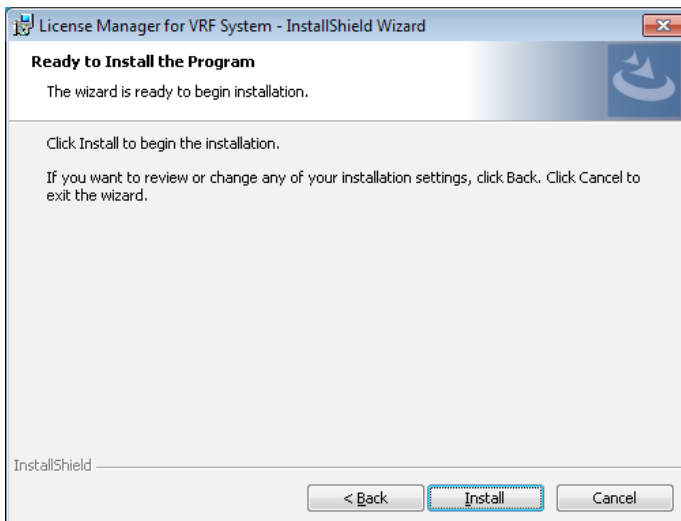 License Manager for VRF System - InstallShield Wizard
Ready to Install the Program
The wizard is ready to begin installation.
Click Install to begin the installation.
If you want to review or change any of your installation settings, click Back. Click Cancel to
exit the wizard.
InstallShield
< Back
Install
Cancel